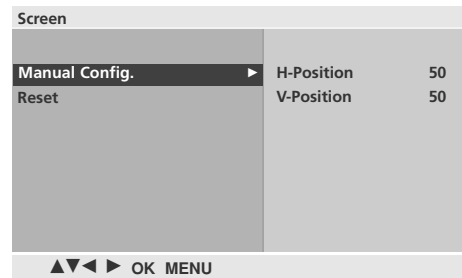 Screen
Manual Config. ▶ H-Position 50
Reset V-Position 50
▲▼◀ ▶ OK MENU